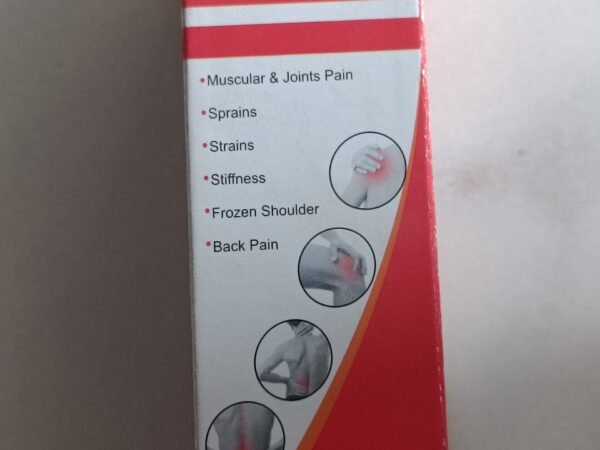 • Muscular & Joints Pain
• Sprains
• Strains
• Stiffness
• Frozen Shoulder
• Back Pain